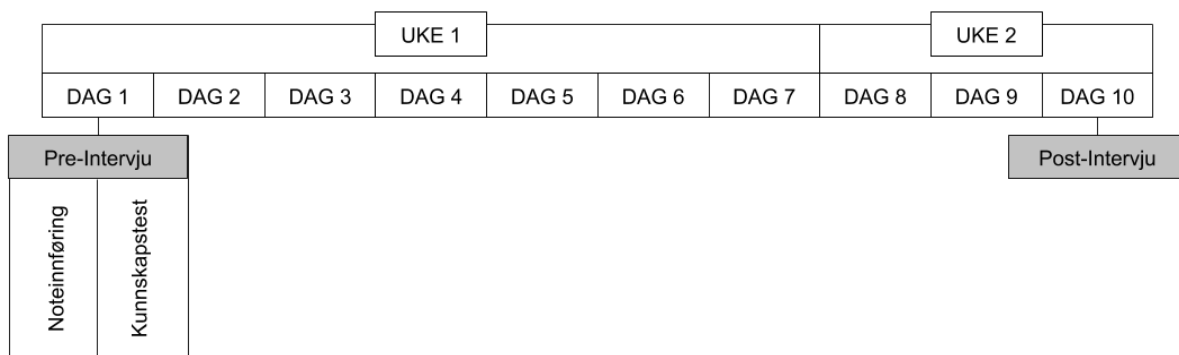 UKE 1
UKE 2
DAG 1
DAG 2
DAG 3
DAG 4
DAG 5
DAG 6
DAG 7
DAG 8
DAG 9
DAG 10
Pre-Intervju
Post-Intervju
Noteinnføring
Kunnskapstest